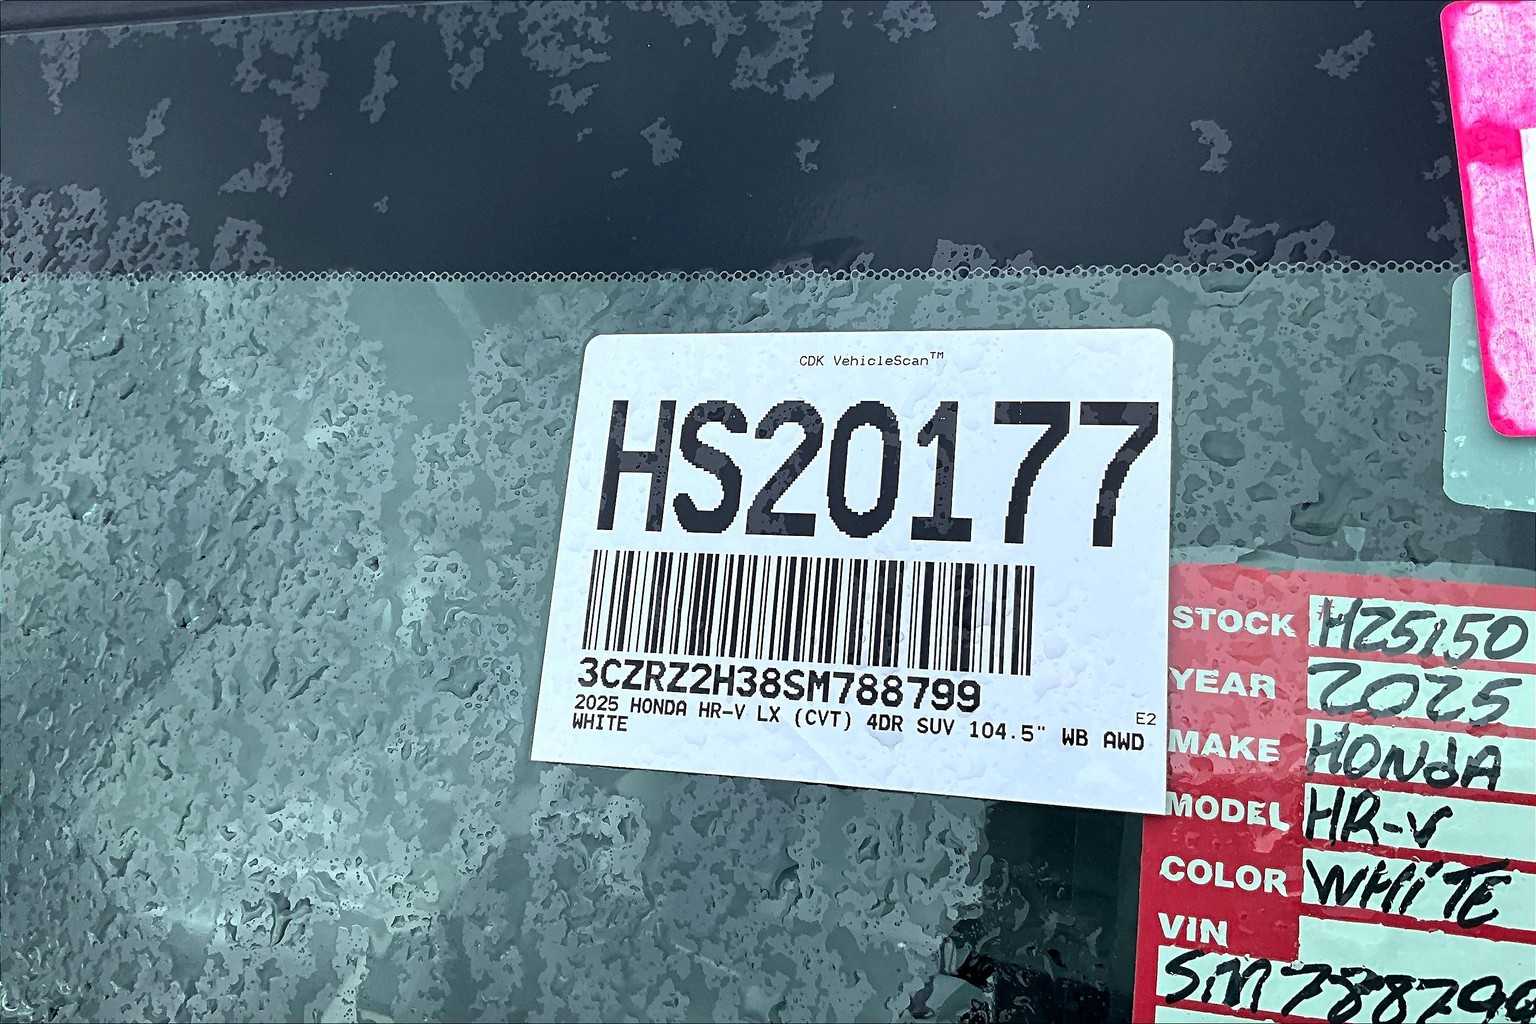 CDK VehicleScan™
HS20177
3CZRZ2H38SM788799
E2
2025 HONDA HR-V LX (CVT) 4DR SUV 104.5" WB AWD
WHITE
STOCK H25150
YEAR 2025
MAKE HONdA
MODEL HR-V
COLOR WHiTE
VIN
SM788799